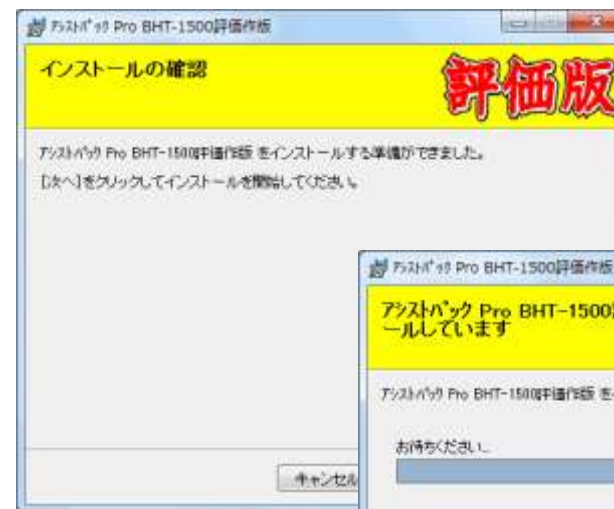 アシストパック Pro BHT-1500評価作版
インストールの確認
評価版
アシストパック Pro BHT-1500評価作版 をインストールする準備ができました。
[次へ]をクリックしてインストールを開始してください。
キャンセル
アシストパック Pro BHT-1500評価作版
アシストパック Pro BHT-1500
ールしています
アシストパック Pro BHT-1500評価作版 を
お待ちください...